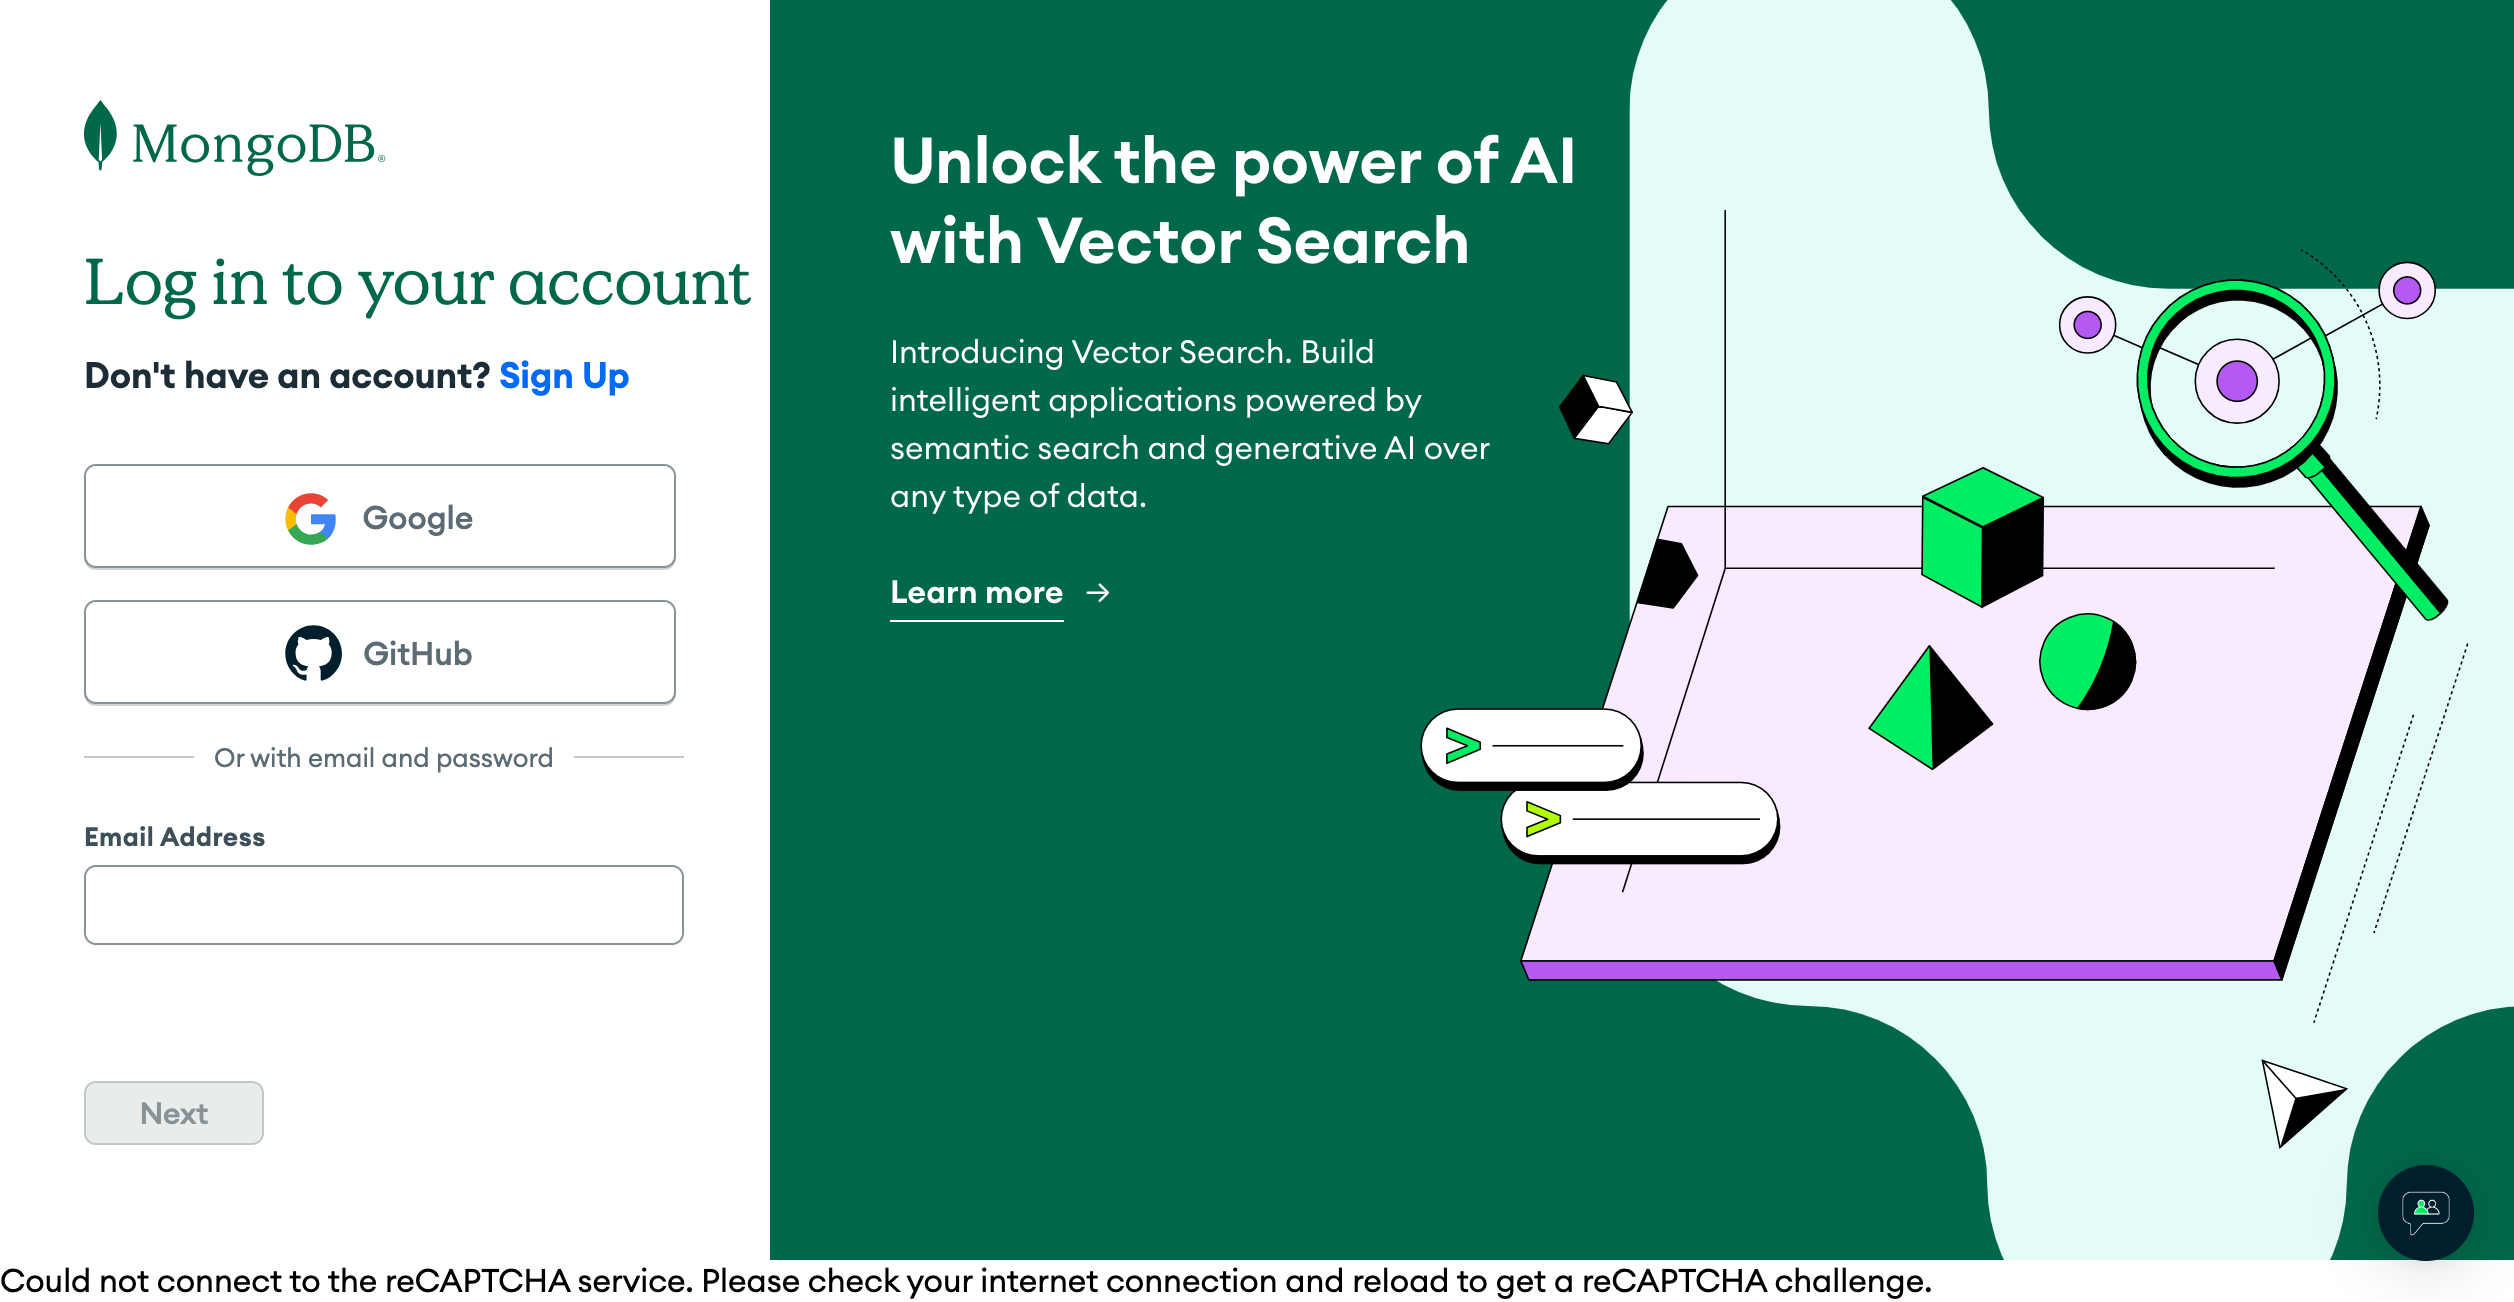 MongoDB®
Log in to your account
Don't have an account? Sign Up
Google
GitHub
Or with email and password
Email Address
Next
Unlock the power of AI
with Vector Search
Introducing Vector Search. Build
intelligent applications powered by
semantic search and generative AI over
any type of data.
Learn more →
Could not connect to the reCAPTCHA service. Please check your internet connection and reload to get a reCAPTCHA challenge.